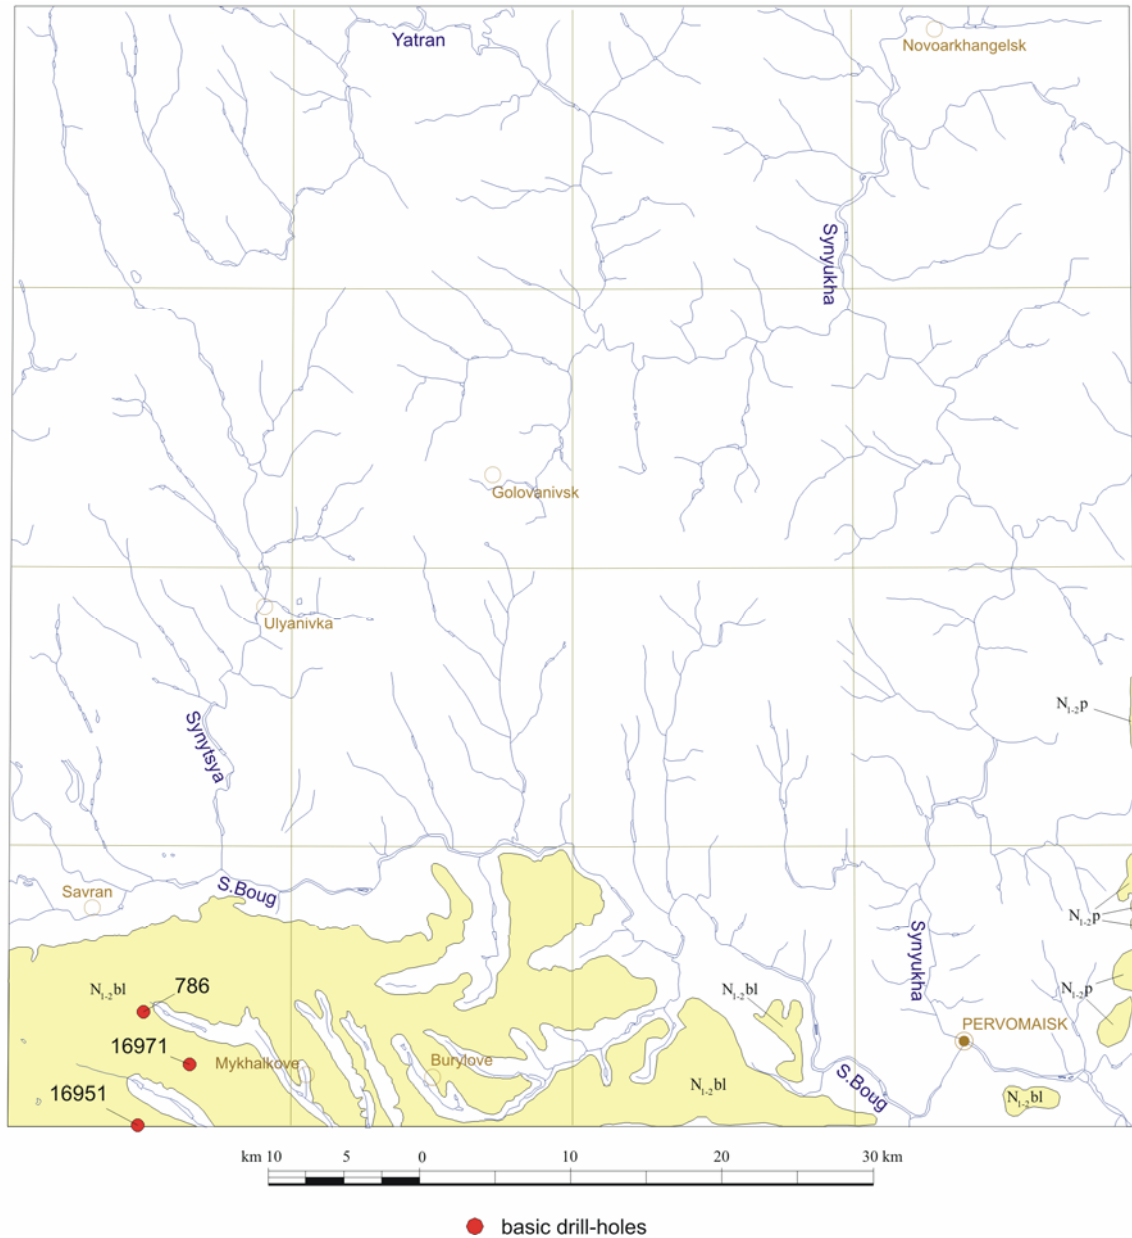 Yatran
Novoarkhangelsk
Synyukha
Golovanivsk
Ulyanivka
N₁₋₂p
Synytsya
Savran
S.Boug
N₁₋₂p
Synyukha
N₁₋₂bl
786
N₁₋₂bl
N₁₋₂p
PERVOMAISK
16971
Mykhalkove
Burylove
16951
N₁₋₂bl
S.Boug
N₁₋₂bl
km 10 5 0 10 20 30 km
basic drill-holes